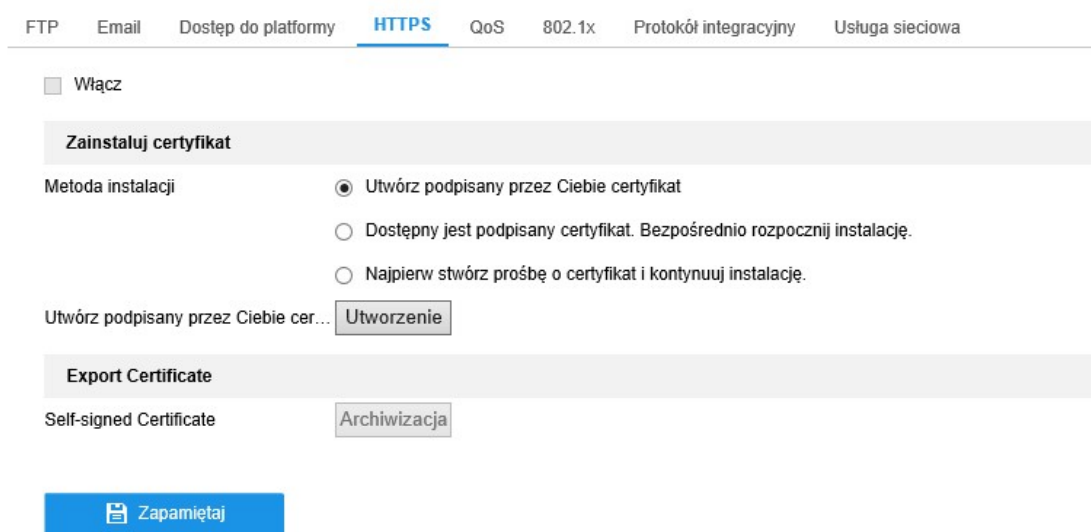 FTP Email Dostęp do platformy HTTPS QoS 802.1x Protokół integracyjny Usługa sieciowa
Włącz
Zainstaluj certyfikat
Metoda instalacji Utwórz podpisany przez Ciebie certyfikat
Dostępny jest podpisany certyfikat. Bezpośrednio rozpocznij instalację.
Najpierw stwórz prośbę o certyfikat i kontynuuj instalację.
Utwórz podpisany przez Ciebie cer... Utworzenie
Export Certificate
Self-signed Certificate Archiwizacja
Zapamiętaj